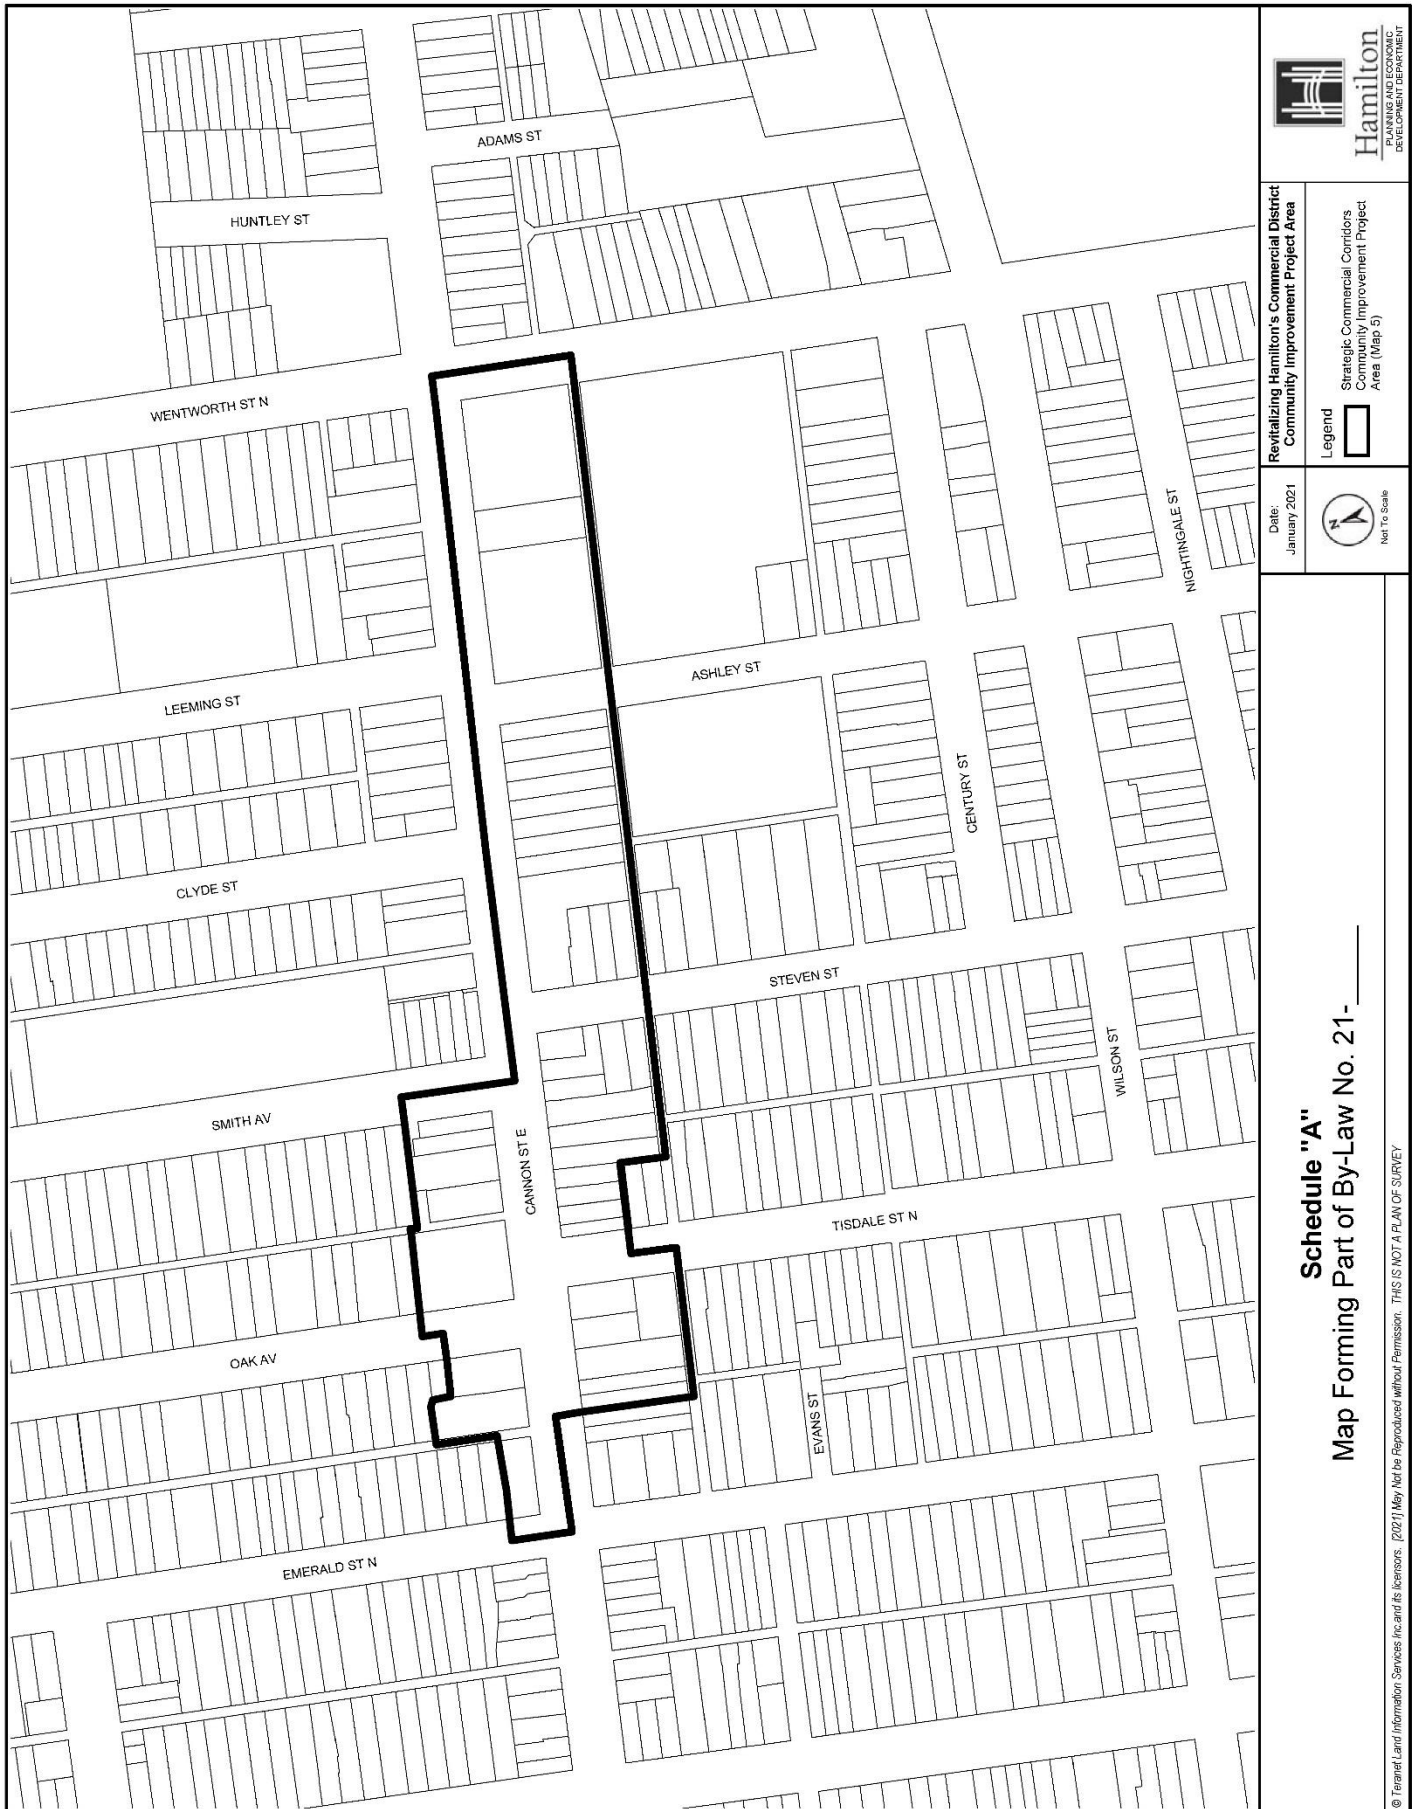 ADAMS ST
HUNTLEY ST
WENTWORTH ST N
NIGHTINGALE ST
ASHLEY ST
LEEMING ST
CENTURY ST
CLYDE ST
STEVEN ST
WILSON ST
SMITH AV
CANNON ST E
TISDALE ST N
OAK AV
EVANS ST
EMERALD ST N
Schedule "A"
Map Forming Part of By-Law No. 21-______
© Teranet Land Information Services Inc.and its licensors. [2021] May Not be Reproduced without Permission. THIS IS NOT A PLAN OF SURVEY
Date:
January 2021
N
Not To Scale
Revitalizing Hamilton's Commercial District
Community Improvement Project Area
Legend
Strategic Commercial Corridors
Community Improvement Project
Area (Map 5)
Hamilton
PLANNING AND ECONOMIC
DEVELOPMENT DEPARTMENT